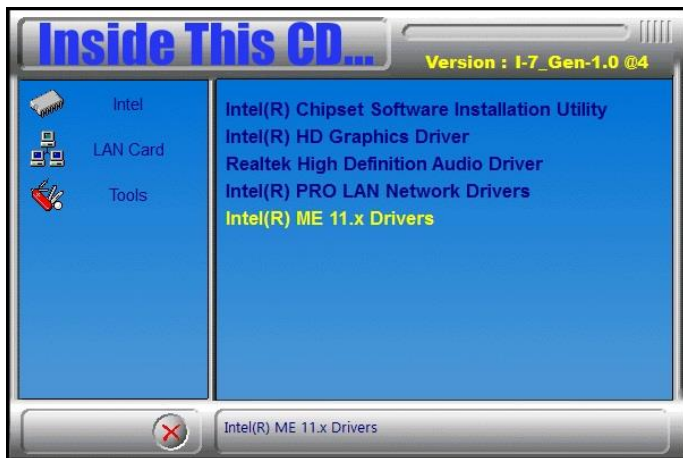 Inside This CD...
Version : I-7_Gen-1.0 @4
Intel
LAN Card
Tools
Intel(R) Chipset Software Installation Utility
Intel(R) HD Graphics Driver
Realtek High Definition Audio Driver
Intel(R) PRO LAN Network Drivers
Intel(R) ME 11.x Drivers
Intel(R) ME 11.x Drivers